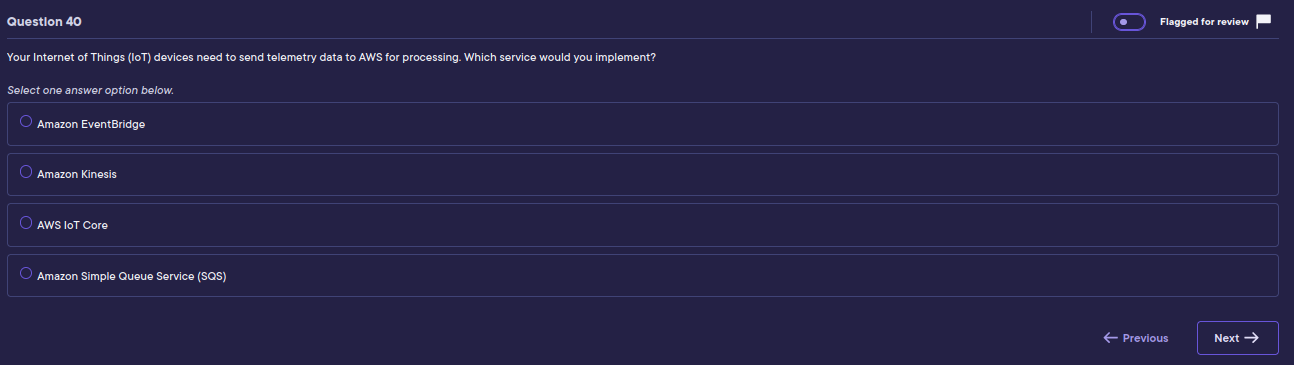 Question 40
Flagged for review
Your Internet of Things (IoT) devices need to send telemetry data to AWS for processing. Which service would you implement?
Select one answer option below.
Amazon EventBridge
Amazon Kinesis
AWS IoT Core
Amazon Simple Queue Service (SQS)
Previous
Next